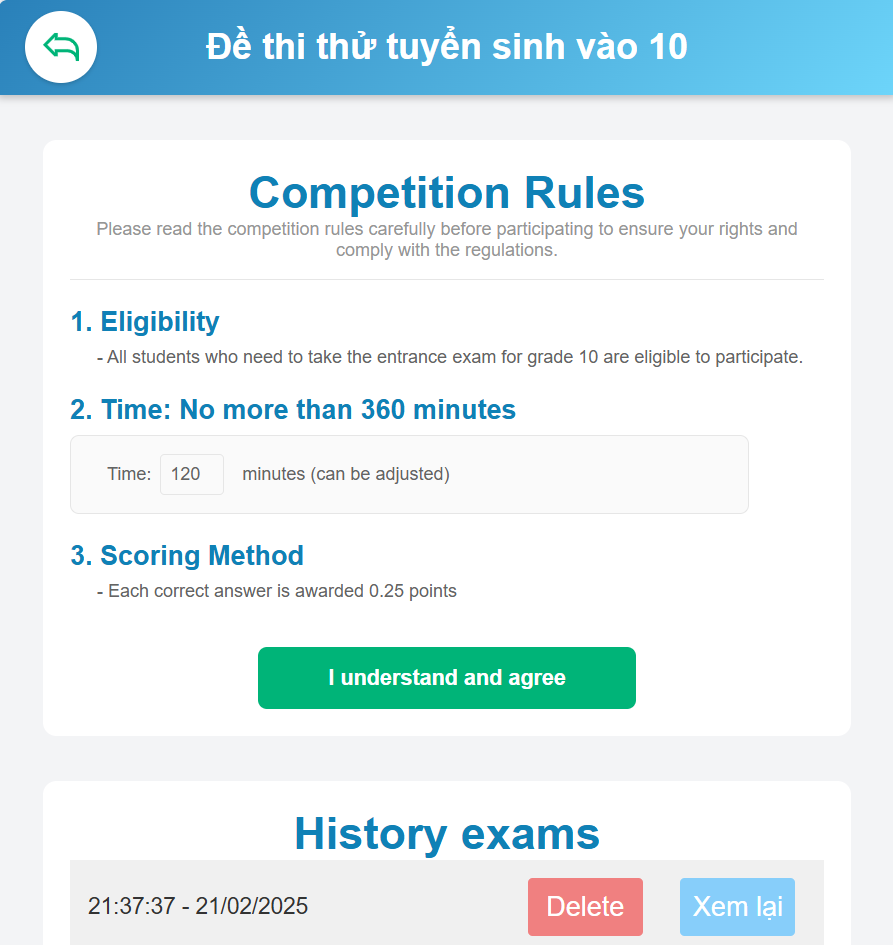 Đề thi thử tuyển sinh vào 10
Competition Rules
Please read the competition rules carefully before participating to ensure your rights and
comply with the regulations.
1. Eligibility
- All students who need to take the entrance exam for grade 10 are eligible to participate.
2. Time: No more than 360 minutes
Time: 120 minutes (can be adjusted)
3. Scoring Method
- Each correct answer is awarded 0.25 points
I understand and agree
History exams
21:37:37 - 21/02/2025 Delete Xem lại